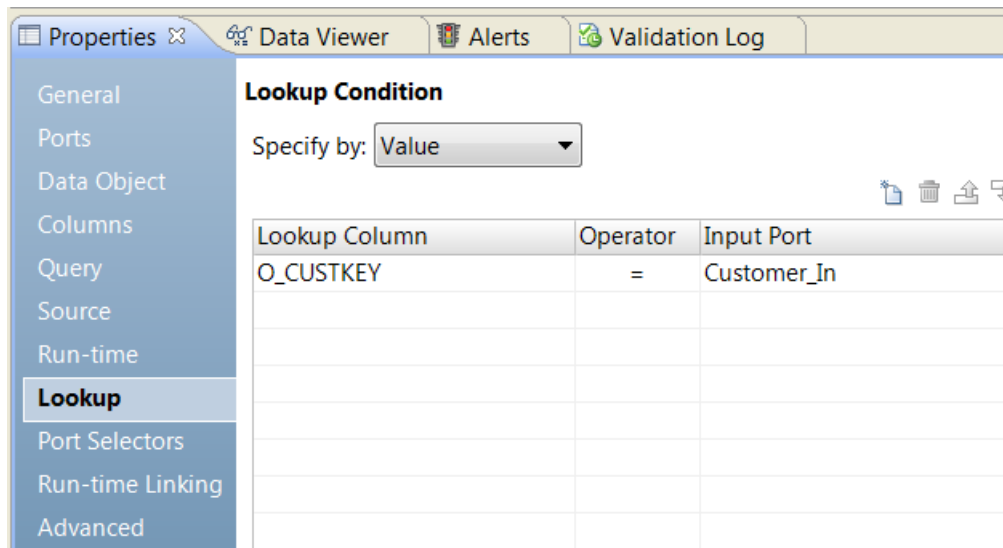 Properties Data Viewer Alerts Validation Log
General
Ports
Data Object
Columns
Query
Source
Run-time
Lookup
Port Selectors
Run-time Linking
Advanced
Lookup Condition
Specify by: Value
Lookup Column Operator Input Port
O_CUSTKEY = Customer_In